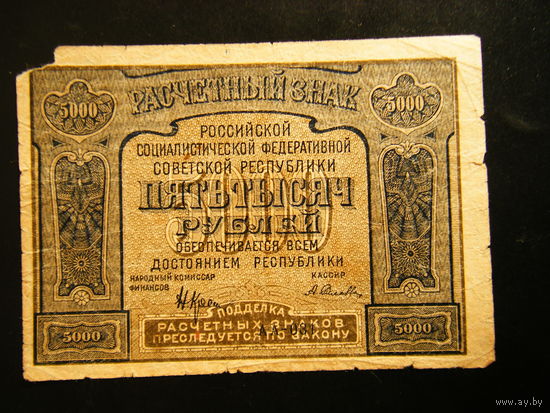 РАСЧЕТНЫЙ ЗНАК
5000 5000
РОССИЙСКОЙ
СОЦИАЛИСТИЧЕСКОЙ ФЕДЕРАТИВНОЙ
СОВЕТСКОЙ РЕСПУБЛИКИ
ПЯТЬ ТЫСЯЧ
РУБЛЕЙ
ОБЕСПЕЧИВАЕТСЯ ВСЕМ
ДОСТОЯНИЕМ РЕСПУБЛИКИ
НАРОДНЫЙ КОМИССАР КАССИР
ФИНАНСОВ
ПОДДЕЛКА
РАСЧЕТНЫХ ЗНАКОВ
ПРЕСЛЕДУЕТСЯ ПО ЗАКОНУ
5000 5000
www.ay.by